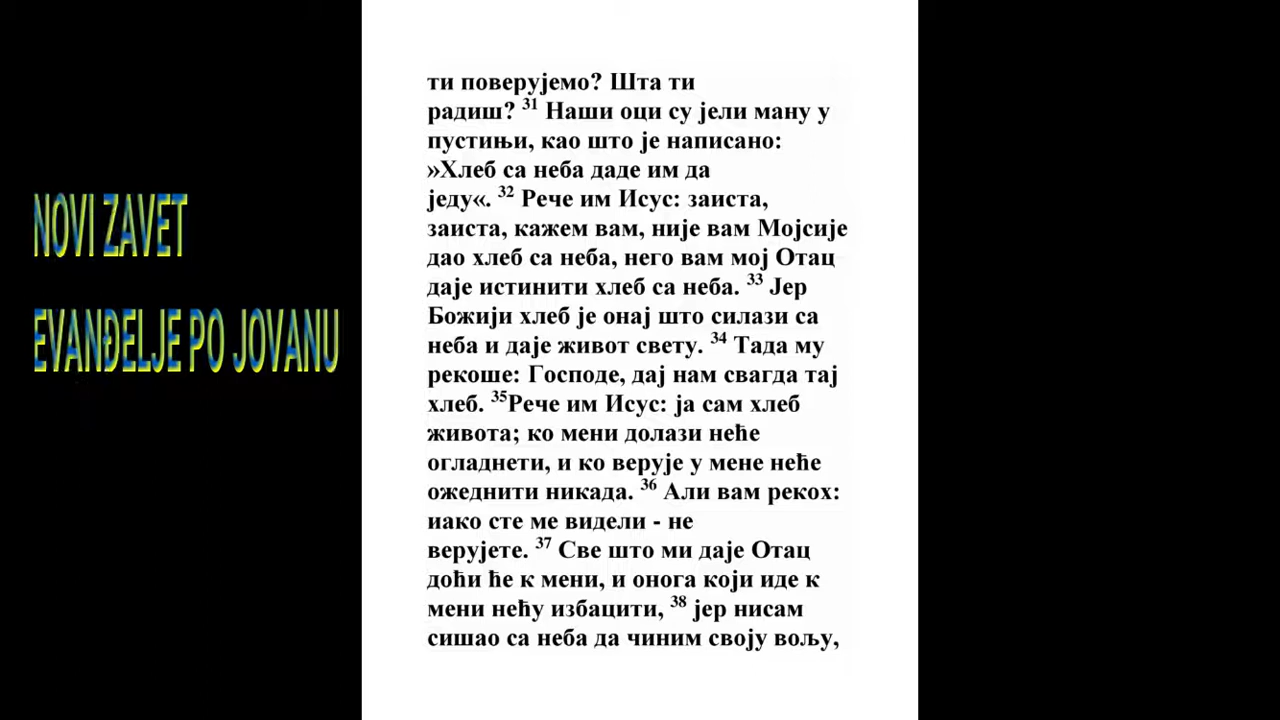 NOVI ZAVET
EVANĐELJE PO JOVANU
ти поверујемо? Шта ти
радиш? 31 Наши оци су јели ману у
пустињи, као што је написано:
»Хлеб са неба даде им да
једу«. 32 Рече им Исус: заиста,
заиста, кажем вам, није вам Мојсије
дао хлеб са неба, него вам мој Отац
даје истинити хлеб са неба. 33 Јер
Божији хлеб је онај што силази са
неба и даје живот свету. 34 Тада му
рекоше: Господе, дај нам свагда тај
хлеб. 35Рече им Исус: ја сам хлеб
живота; ко мени долази неће
огладнети, и ко верује у мене неће
ожеднити никада. 36 Али вам рекох:
иако сте ме видели - не
верујете. 37 Све што ми даје Отац
доћи ће к мени, и онога који иде к
мени нећу избацити, 38 јер нисам
сишао са неба да чиним своју вољу,